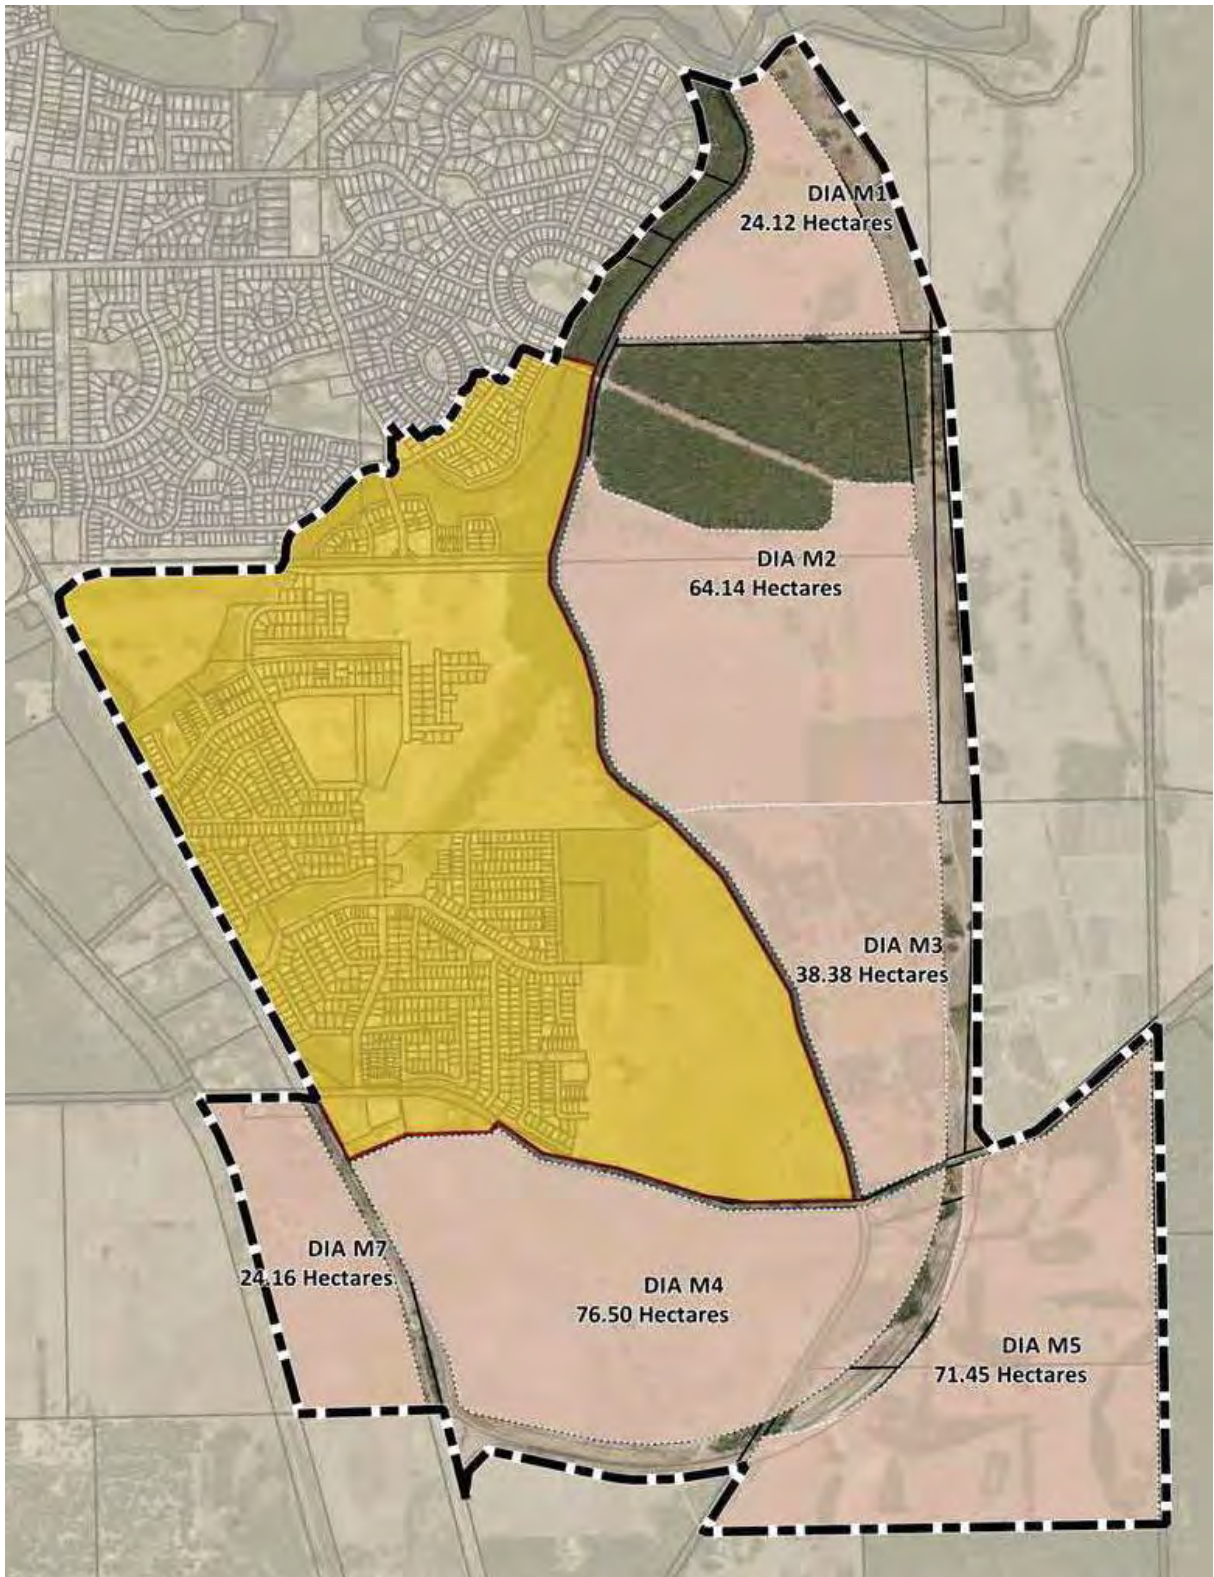 DIA M1
24.12 Hectares
DIA M2
64.14 Hectares
DIA M3
38.38 Hectares
DIA M7
24.16 Hectares
DIA M4
76.50 Hectares
DIA M5
71.45 Hectares